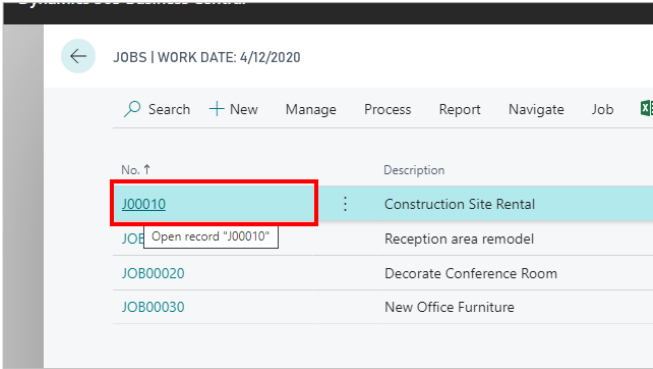 JOBS | WORK DATE: 4/12/2020
Search + New Manage Process Report Navigate Job
No. ↑ Description
J00010 Construction Site Rental
Open record "J00010" Reception area remodel
JOB00020 Decorate Conference Room
JOB00030 New Office Furniture